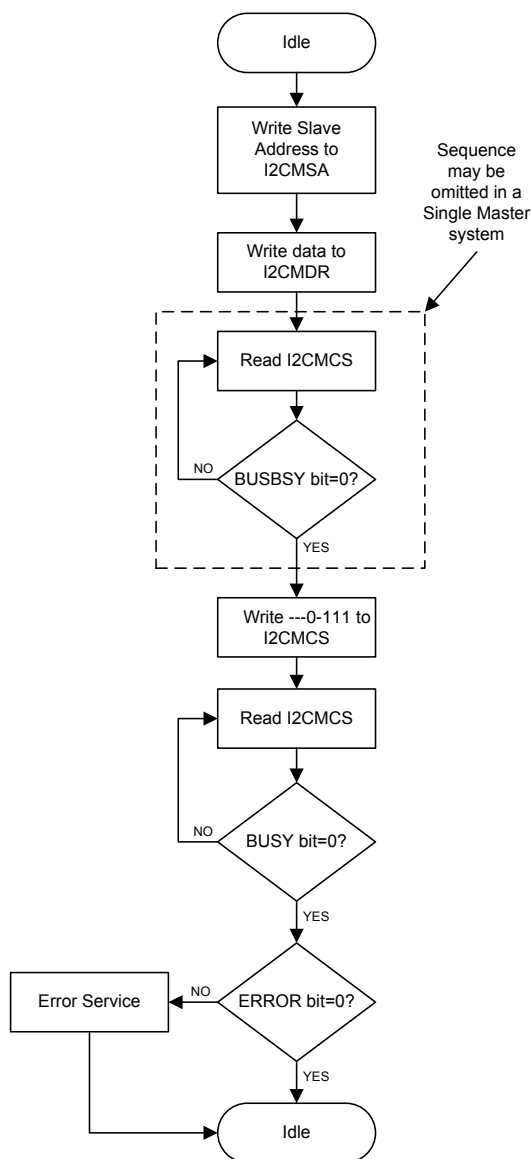 Idle
Write Slave
Address to
I2CMSA
Sequence
may be
omitted in a
Single Master
system
Write data to
I2CMDR
Read I2CMCS
NO
BUSBSY bit=0?
YES
Write ---0-111 to
I2CMCS
Read I2CMCS
NO
BUSY bit=0?
YES
Error Service
NO
ERROR bit=0?
YES
Idle